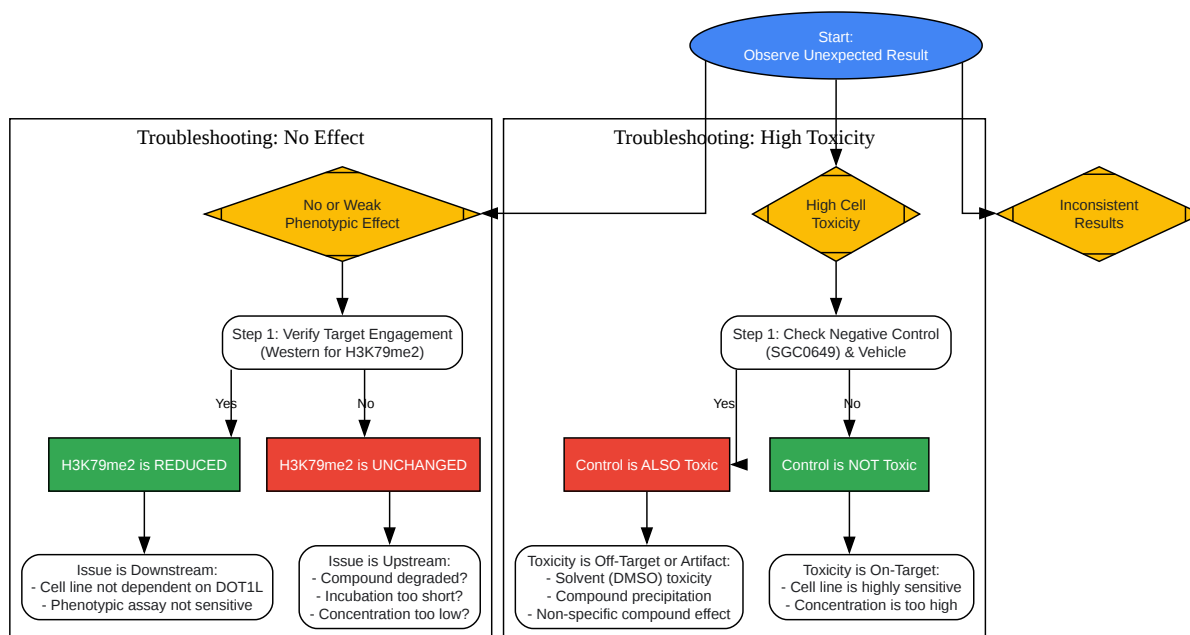 Start:
Observe Unexpected Result
Troubleshooting: No Effect
Troubleshooting: High Toxicity
No or Weak
Phenotypic Effect
High Cell
Toxicity
Inconsistent
Results
Step 1: Verify Target Engagement
(Western for H3K79me2)
Step 1: Check Negative Control
(SGC0649) & Vehicle
Yes
No
Yes
No
H3K79me2 is REDUCED
H3K79me2 is UNCHANGED
Control is ALSO Toxic
Control is NOT Toxic
Issue is Downstream:
- Cell line not dependent on DOT1L
- Phenotypic assay not sensitive
Issue is Upstream:
- Compound degraded?
- Incubation too short?
- Concentration too low?
Toxicity is Off-Target or Artifact:
- Solvent (DMSO) toxicity
- Compound precipitation
- Non-specific compound effect
Toxicity is On-Target:
- Cell line is highly sensitive
- Concentration is too high